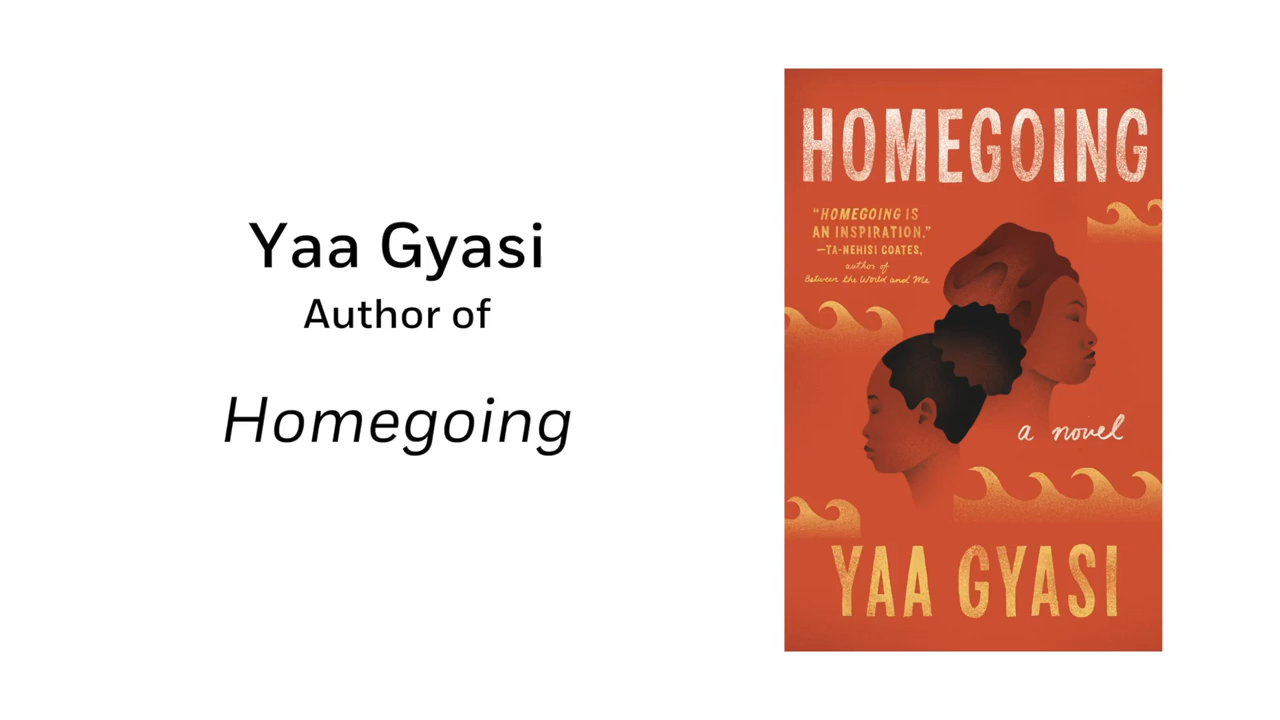 Yaa Gyasi
Author of
Homegoing
HOMEGOING
“HOMEGOING IS
AN INSPIRATION.”
—TA-NEHISI COATES,
author of
Between the World and Me
a novel
YAA GYASI